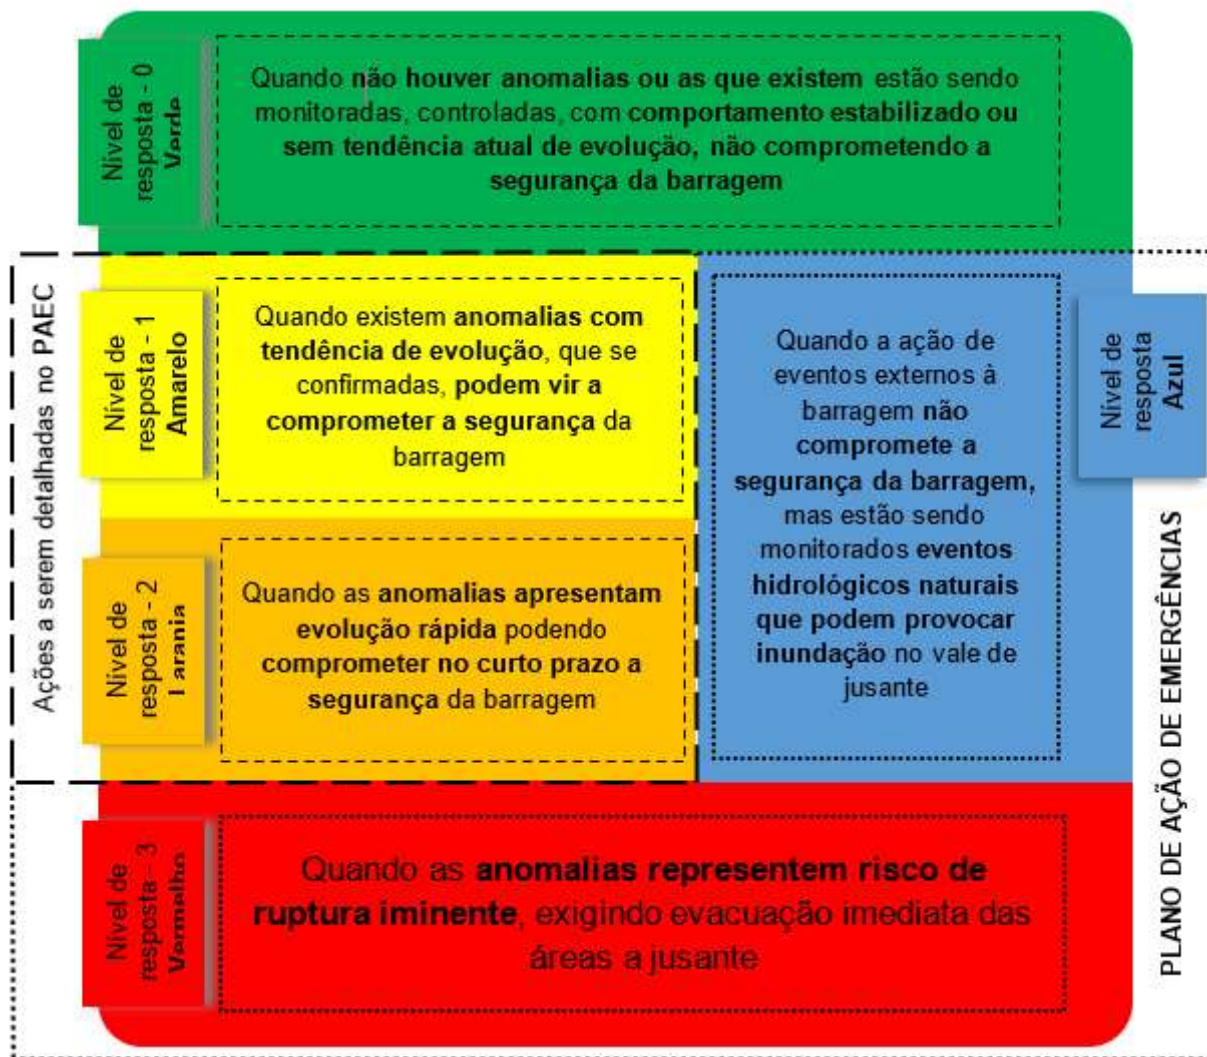 Nível de
resposta - 0
Verde
Quando não houver anomalias ou as que existem estão sendo
monitoradas, controladas, com comportamento estabilizado ou
sem tendência atual de evolução, não comprometendo a
segurança da barragem
Ações a serem detalhadas no PAEC
Nível de
resposta - 1
Amarelo
Quando existem anomalias com
tendência de evolução, que se
confirmadas, podem vir a
comprometer a segurança da
barragem
Nível de
resposta - 2
Laranja
Quando as anomalias apresentam
evolução rápida podendo
comprometer no curto prazo a
segurança da barragem
Quando a ação de
eventos externos à
barragem não
compromete a
segurança da barragem,
mas estão sendo
monitorados eventos
hidrológicos naturais
que podem provocar
inundação no vale de
jusante
Nível de
resposta
Azul
PLANO DE AÇÃO DE EMERGÊNCIAS
Nível de
resposta - 3
Vermelho
Quando as anomalias representem risco de
ruptura iminente, exigindo evacuação imediata das
áreas a jusante